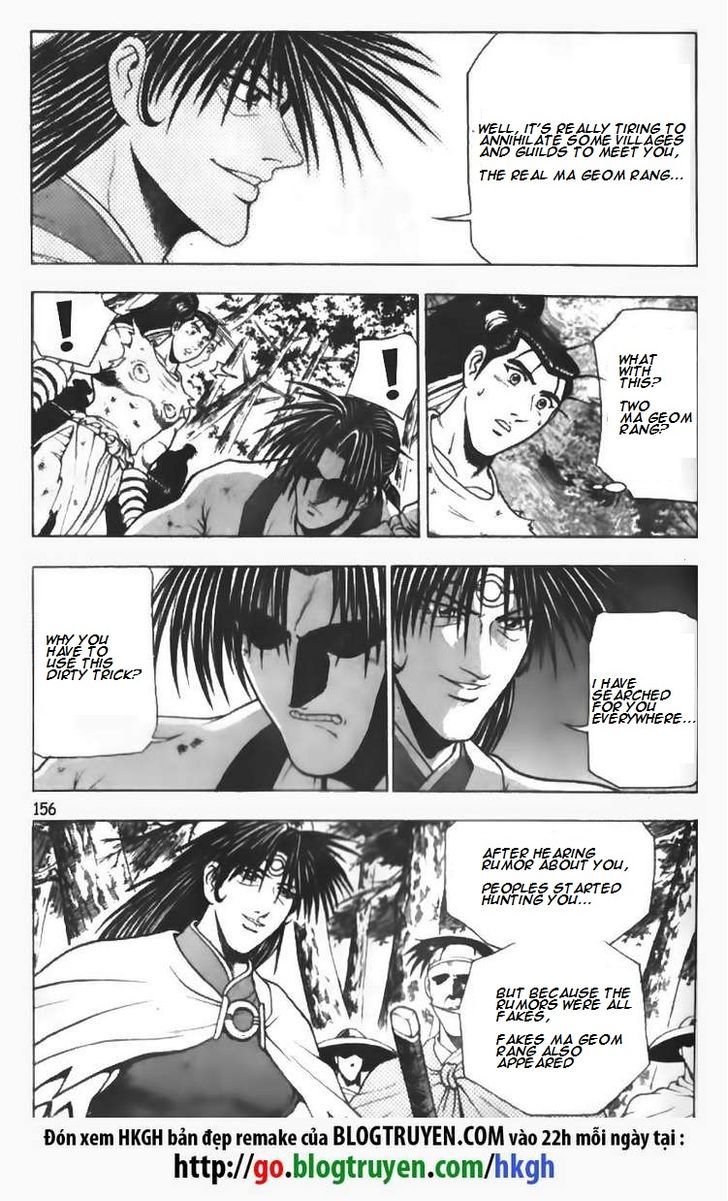 WELL, IT'S REALLY TIRING TO
ANNIHILATE SOME VILLAGES
AND GUILDS TO MEET YOU,
THE REAL MA GEOM RANG...
!
!
WHAT
WITH
THIS?
TWO
MA GEOM
RANG?
WHY YOU
HAVE TO
USE THIS
DIRTY TRICK?
I HAVE
SEARCHED
FOR YOU
EVERYWHERE...
156
AFTER HEARING
RUMOR ABOUT YOU,
PEOPLES STARTED
HUNTING YOU...
BUT BECAUSE THE
RUMORS WERE ALL
FAKES,
FAKES MA GEOM
RANG ALSO
APPEARED
Đón xem HKGH bản đẹp remake của BLOGTRUYEN.COM vào 22h mỗi ngày tại :
http://go.blogtruyen.com/hkgh